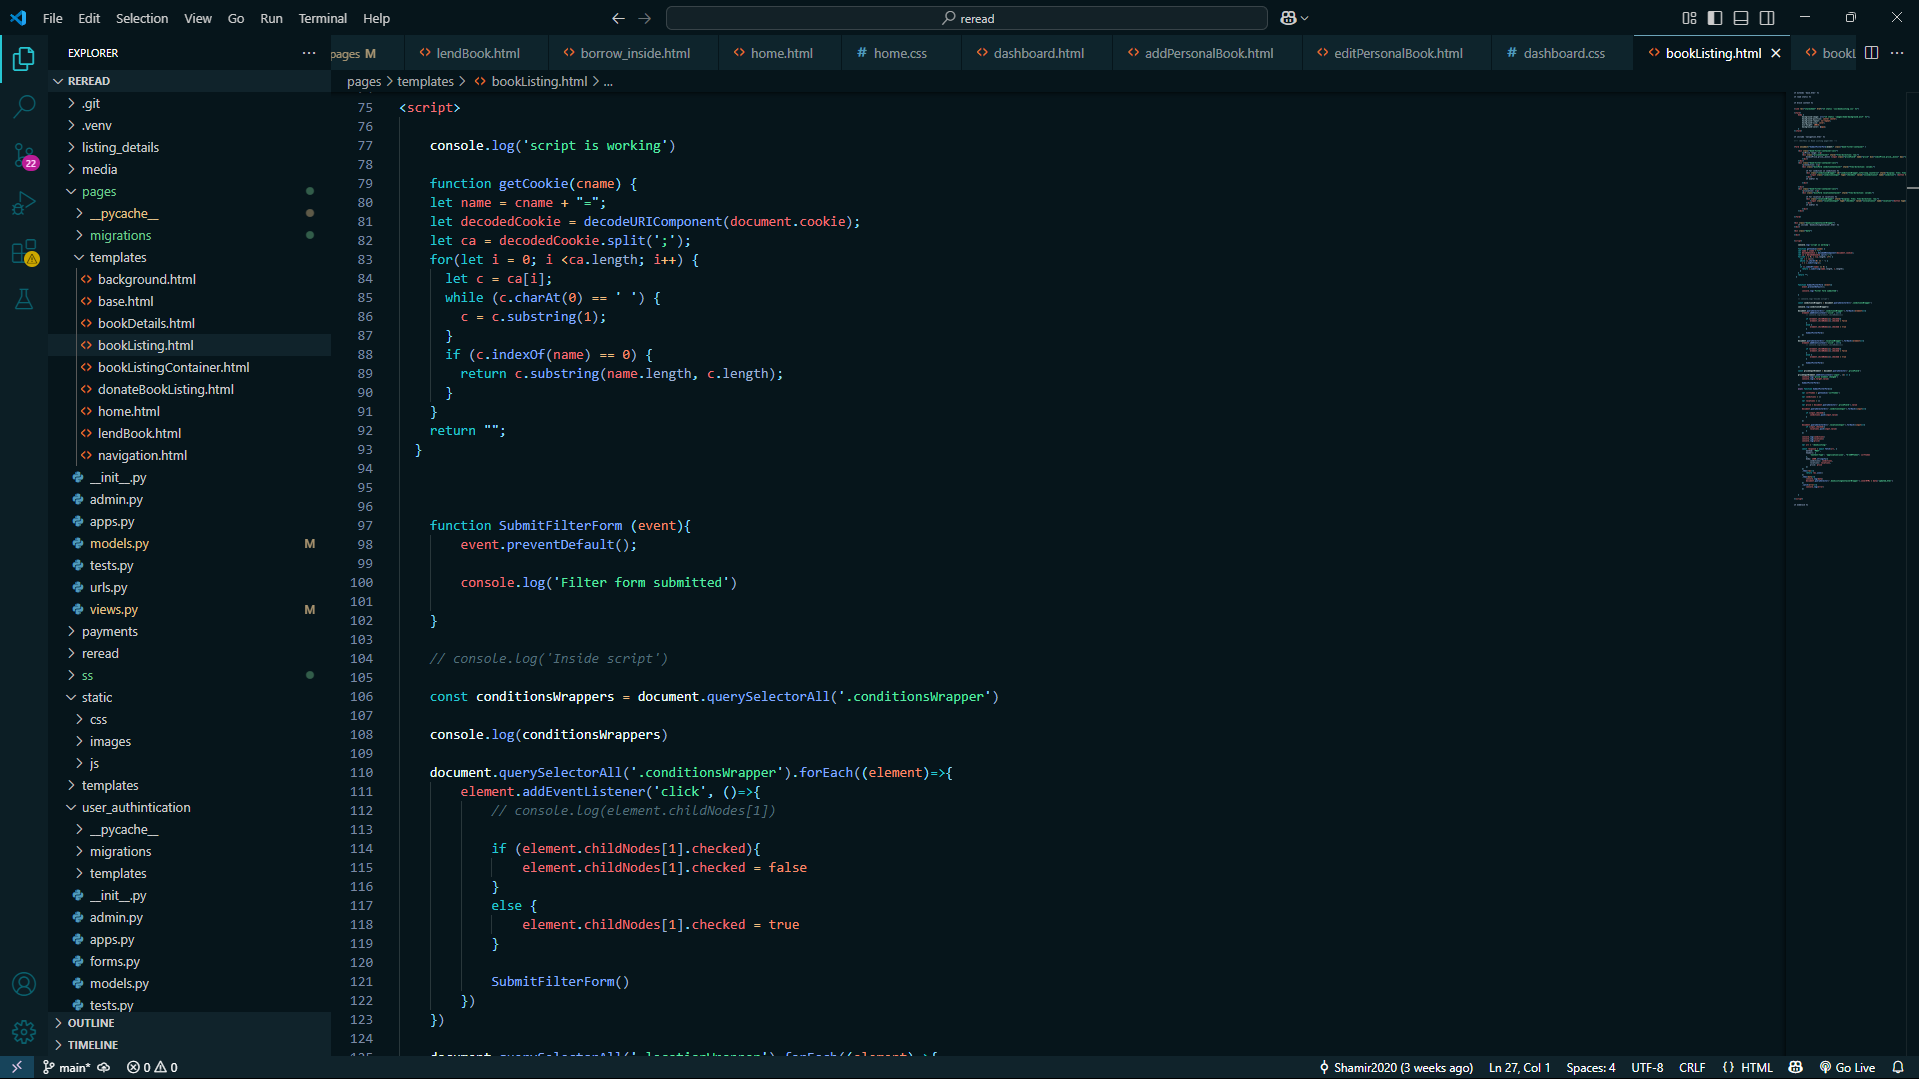 File Edit Selection View Go Run Terminal Help
reread
EXPLORER
pages M
lendBook.html
borrow_inside.html
home.html
# home.css
dashboard.html
addPersonalBook.html
editPersonalBook.html
# dashboard.css
bookListing.html
bookL
REREAD
pages > templates > bookListing.html > ...
.git
.venv
listing_details
media
pages
__pycache__
migrations
templates
background.html
base.html
bookDetails.html
bookListing.html
bookListingContainer.html
donateBookListing.html
home.html
lendBook.html
navigation.html
__init__.py
admin.py
apps.py
models.py M
tests.py
urls.py
views.py M
payments
reread
ss
static
css
images
js
templates
user_authintication
__pycache__
migrations
templates
__init__.py
admin.py
apps.py
forms.py
models.py
tests.py
OUTLINE
TIMELINE
22
75 <script>
76
77 console.log('script is working')
78
79 function getCookie(cname) {
80 let name = cname + "=";
81 let decodedCookie = decodeURIComponent(document.cookie);
82 let ca = decodedCookie.split(';');
83 for(let i = 0; i <ca.length; i++) {
84 let c = ca[i];
85 while (c.charAt(0) == ' ') {
86 c = c.substring(1);
87 }
88 if (c.indexOf(name) == 0) {
89 return c.substring(name.length, c.length);
90 }
91 }
92 return "";
93 }
94
95
96
97 function SubmitFilterForm (event){
98 event.preventDefault();
99
100 console.log('Filter form submitted')
101
102 }
103
104 // console.log('Inside script')
105
106 const conditionsWrappers = document.querySelectorAll('.conditionsWrapper')
107
108 console.log(conditionsWrappers)
109
110 document.querySelectorAll('.conditionsWrapper').forEach((element)=>{
111 element.addEventListener('click', ()=>{
112 // console.log(element.childNodes[1])
113
114 if (element.childNodes[1].checked){
115 element.childNodes[1].checked = false
116 }
117 else {
118 element.childNodes[1].checked = true
119 }
120
121 SubmitFilterForm()
122 })
123 })
124
125 document.querySelectorAll('.locationWrapper').forEach((element)=>{
main* 0 0
Shamir2020 (3 weeks ago) Ln 27, Col 1 Spaces: 4 UTF-8 CRLF {} HTML Go Live